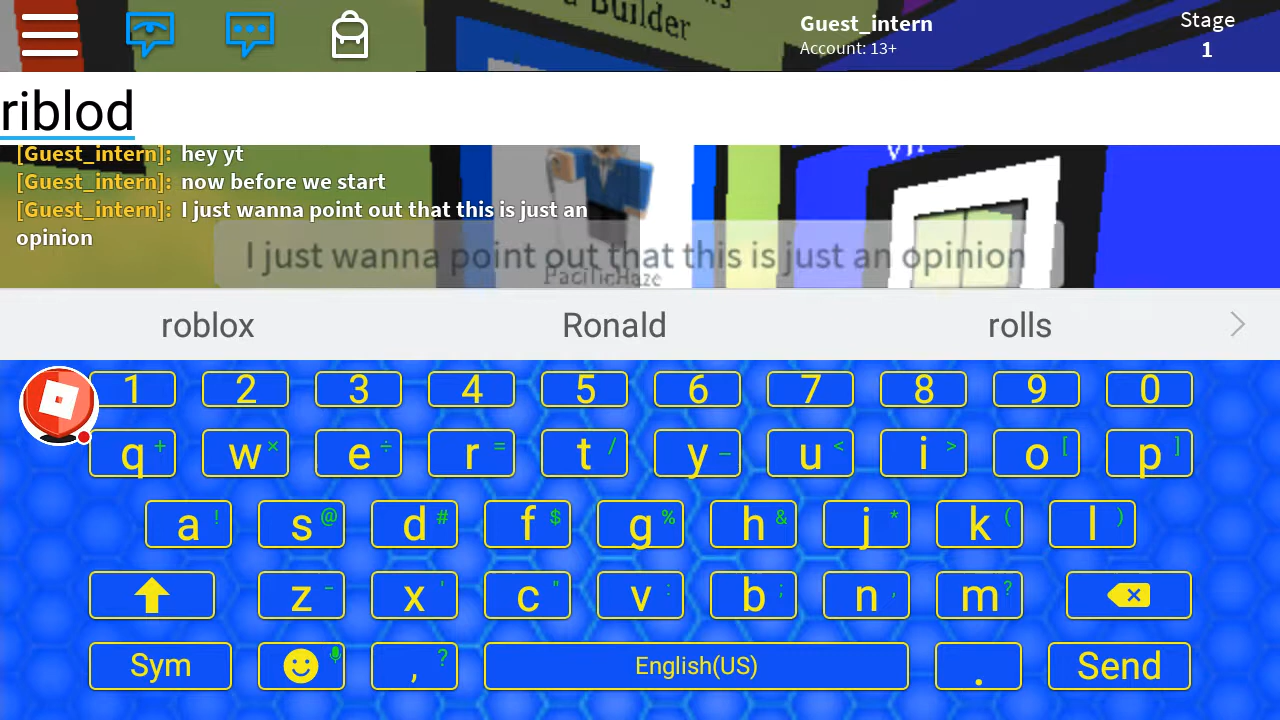 Builder
Guest_intern
Account: 13+
Stage
1
riblod
[Guest_intern]: hey yt
[Guest_intern]: now before we start
[Guest_intern]: I just wanna point out that this is just an
opinion
I just wanna point out that this is just an opinion
PacificHaze
roblox Ronald rolls
1 2 3 4 5 6 7 8 9 0
q + w × e ÷ r = t / y _ u < i > o [ p ]
a ! s @ d # f $ g % h & j * k ( l )
z - x ' c " v : b ; n , m ?
Sym , ? English(US) . Send